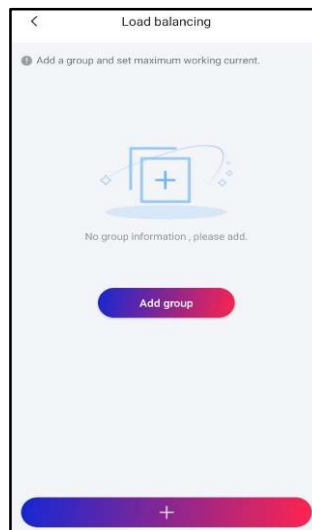 Load balancing
Add a group and set maximum working current.
No group information , please add.
Add group